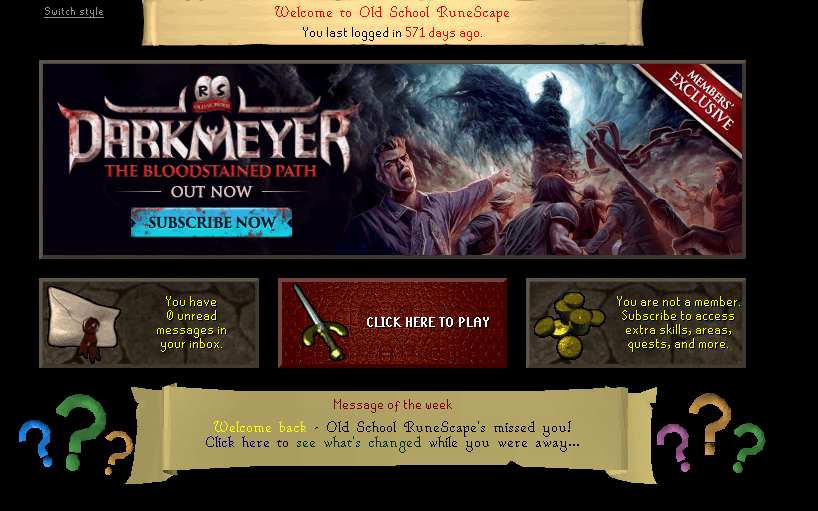 Switch style
Welcome to Old School RuneScape
You last logged in 571 days ago.
RS
OLD SCHOOL
DARKMEYER
THE BLOODSTAINED PATH
OUT NOW
SUBSCRIBE NOW
MEMBERS'
EXCLUSIVE
You have
0 unread
messages in
your inbox.
CLICK HERE TO PLAY
You are not a member.
Subscribe to access
extra skills, areas,
quests, and more.
Message of the week
Welcome back - Old School RuneScape's missed you!
Click here to see what's changed while you were away...